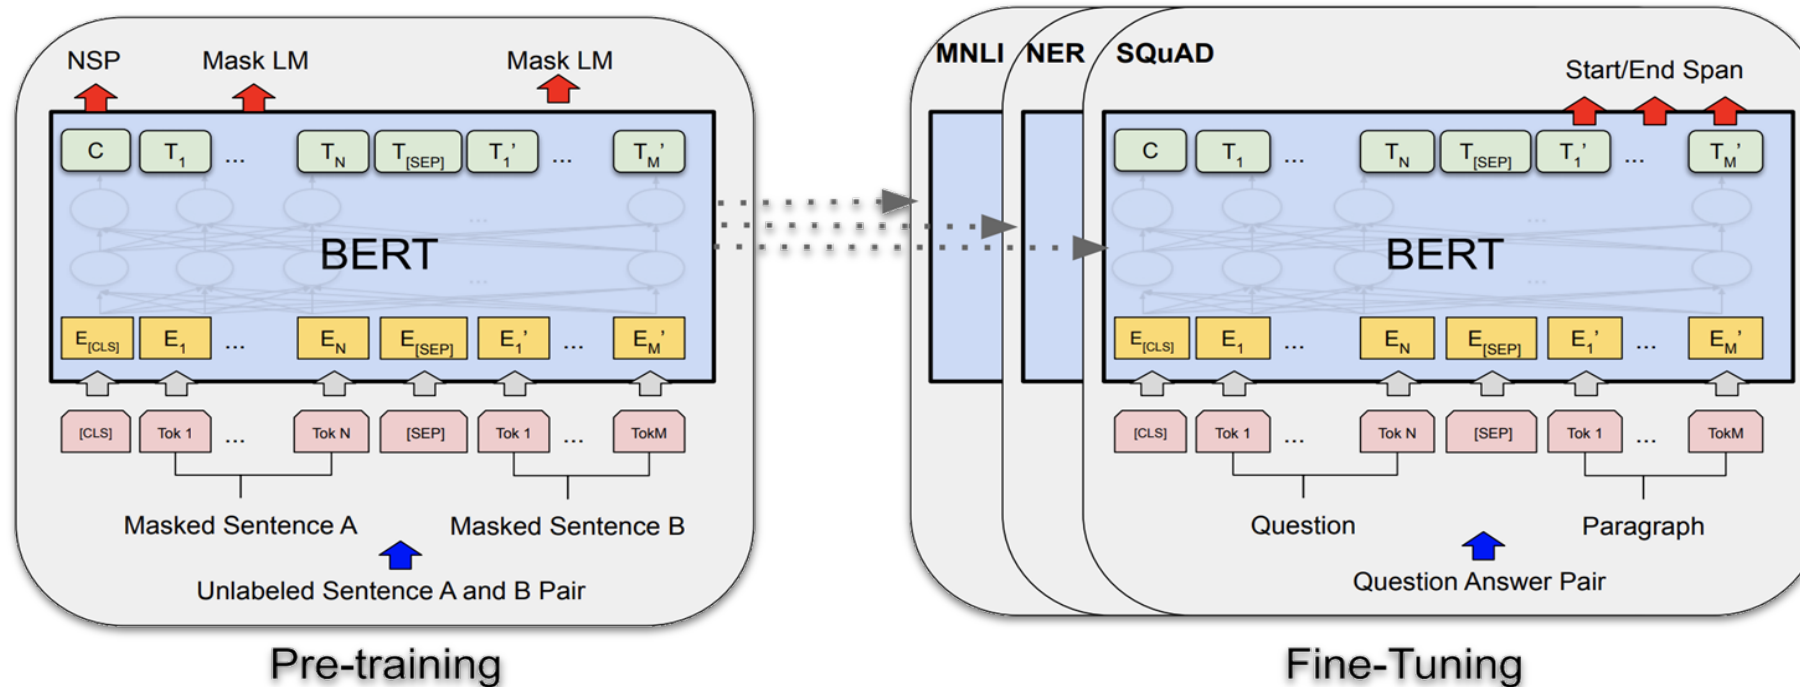 NSP Mask LM Mask LM
C T1 ... TN T[SEP] T1' ... TM'
...
BERT
...
E[CLS] E1 ... EN E[SEP] E1' ... EM'
[CLS] Tok 1 ... Tok N [SEP] Tok 1 ... TokM
Masked Sentence A Masked Sentence B
Unlabeled Sentence A and B Pair
Pre-training
MNLI NER SQuAD
Start/End Span
C T1 ... TN T[SEP] T1' ... TM'
...
BERT
...
E[CLS] E1 ... EN E[SEP] E1' ... EM'
[CLS] Tok 1 ... Tok N [SEP] Tok 1 ... TokM
Question Paragraph
Question Answer Pair
Fine-Tuning